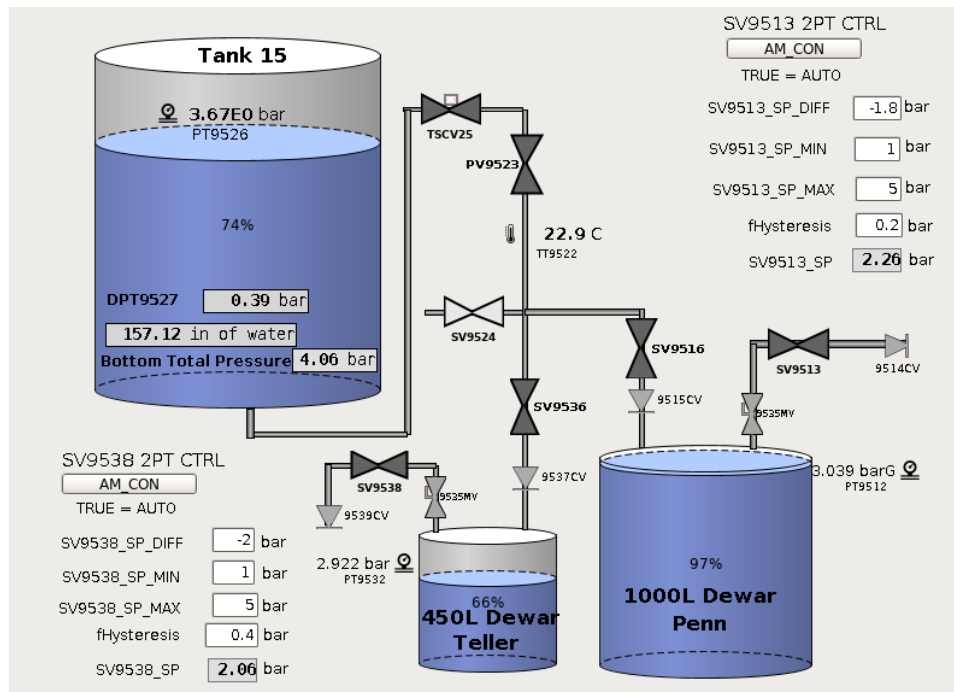 Tank 15
3.67E0 bar
PT9526
74%
DPT9527 0.39 bar
157.12 in of water
Bottom Total Pressure 4.06 bar
TSCV25
PV9523
22.9 C
TT9522
SV9524
SV9516
SV9536
9515CV
9537CV
SV9513 2PT CTRL
AM_CON
TRUE = AUTO
SV9513_SP_DIFF -1.8 bar
SV9513_SP_MIN 1 bar
SV9513_SP_MAX 5 bar
fHysteresis 0.2 bar
SV9513_SP 2.26 bar
SV9513
9514CV
9535MV
3.039 barG
PT9512
97%
1000L Dewar
Penn
SV9538 2PT CTRL
AM_CON
TRUE = AUTO
SV9538_SP_DIFF -2 bar
SV9538_SP_MIN 1 bar
SV9538_SP_MAX 5 bar
fHysteresis 0.4 bar
SV9538_SP 2.06 bar
SV9538
9539CV
9535MV
2.922 bar
PT9532
66%
450L Dewar
Teller